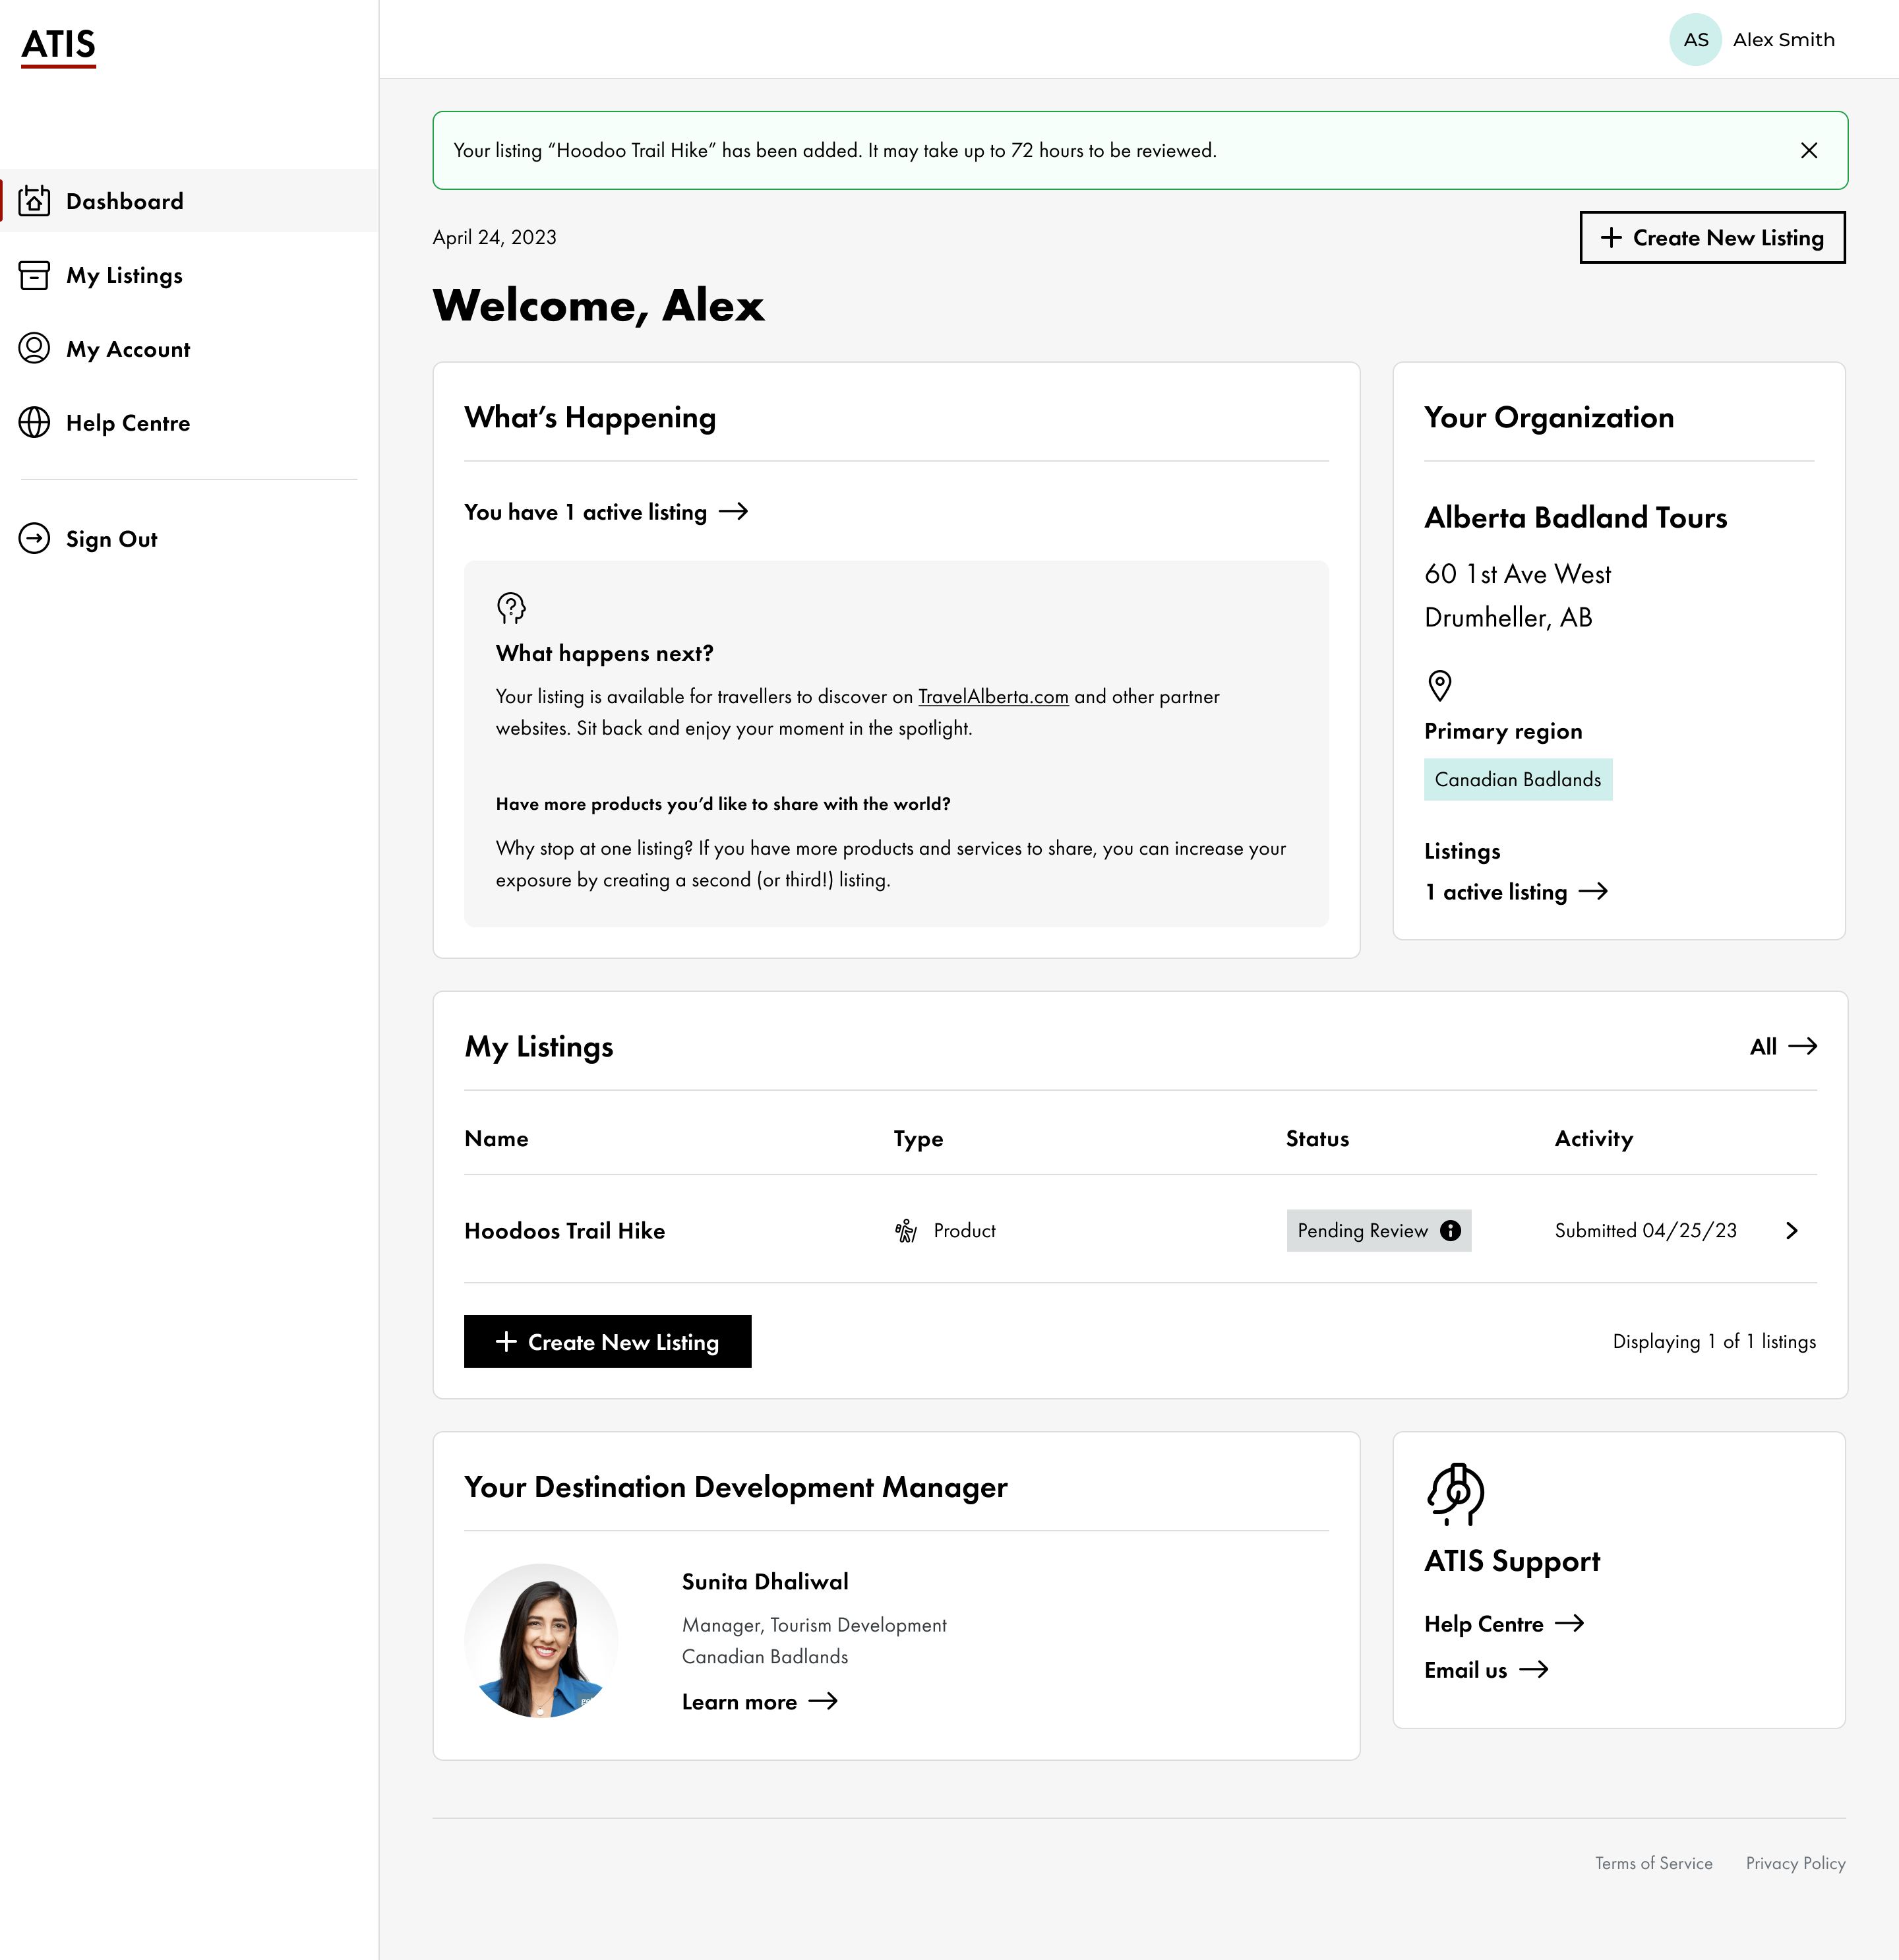 ATIS
AS Alex Smith
Dashboard
My Listings
My Account
Help Centre
Sign Out
Your listing “Hoodoo Trail Hike” has been added. It may take up to 72 hours to be reviewed.
April 24, 2023
Create New Listing
Welcome, Alex
What’s Happening
You have 1 active listing
What happens next?
Your listing is available for travellers to discover on TravelAlberta.com and other partner
websites. Sit back and enjoy your moment in the spotlight.
Have more products you’d like to share with the world?
Why stop at one listing? If you have more products and services to share, you can increase your
exposure by creating a second (or third!) listing.
Your Organization
Alberta Badland Tours
60 1st Ave West
Drumheller, AB
Primary region
Canadian Badlands
Listings
1 active listing
My Listings
All
Name Type Status Activity
Hoodoos Trail Hike Product Pending Review Submitted 04/25/23
Create New Listing
Displaying 1 of 1 listings
Your Destination Development Manager
Sunita Dhaliwal
Manager, Tourism Development
Canadian Badlands
Learn more
ATIS Support
Help Centre
Email us
Terms of Service Privacy Policy